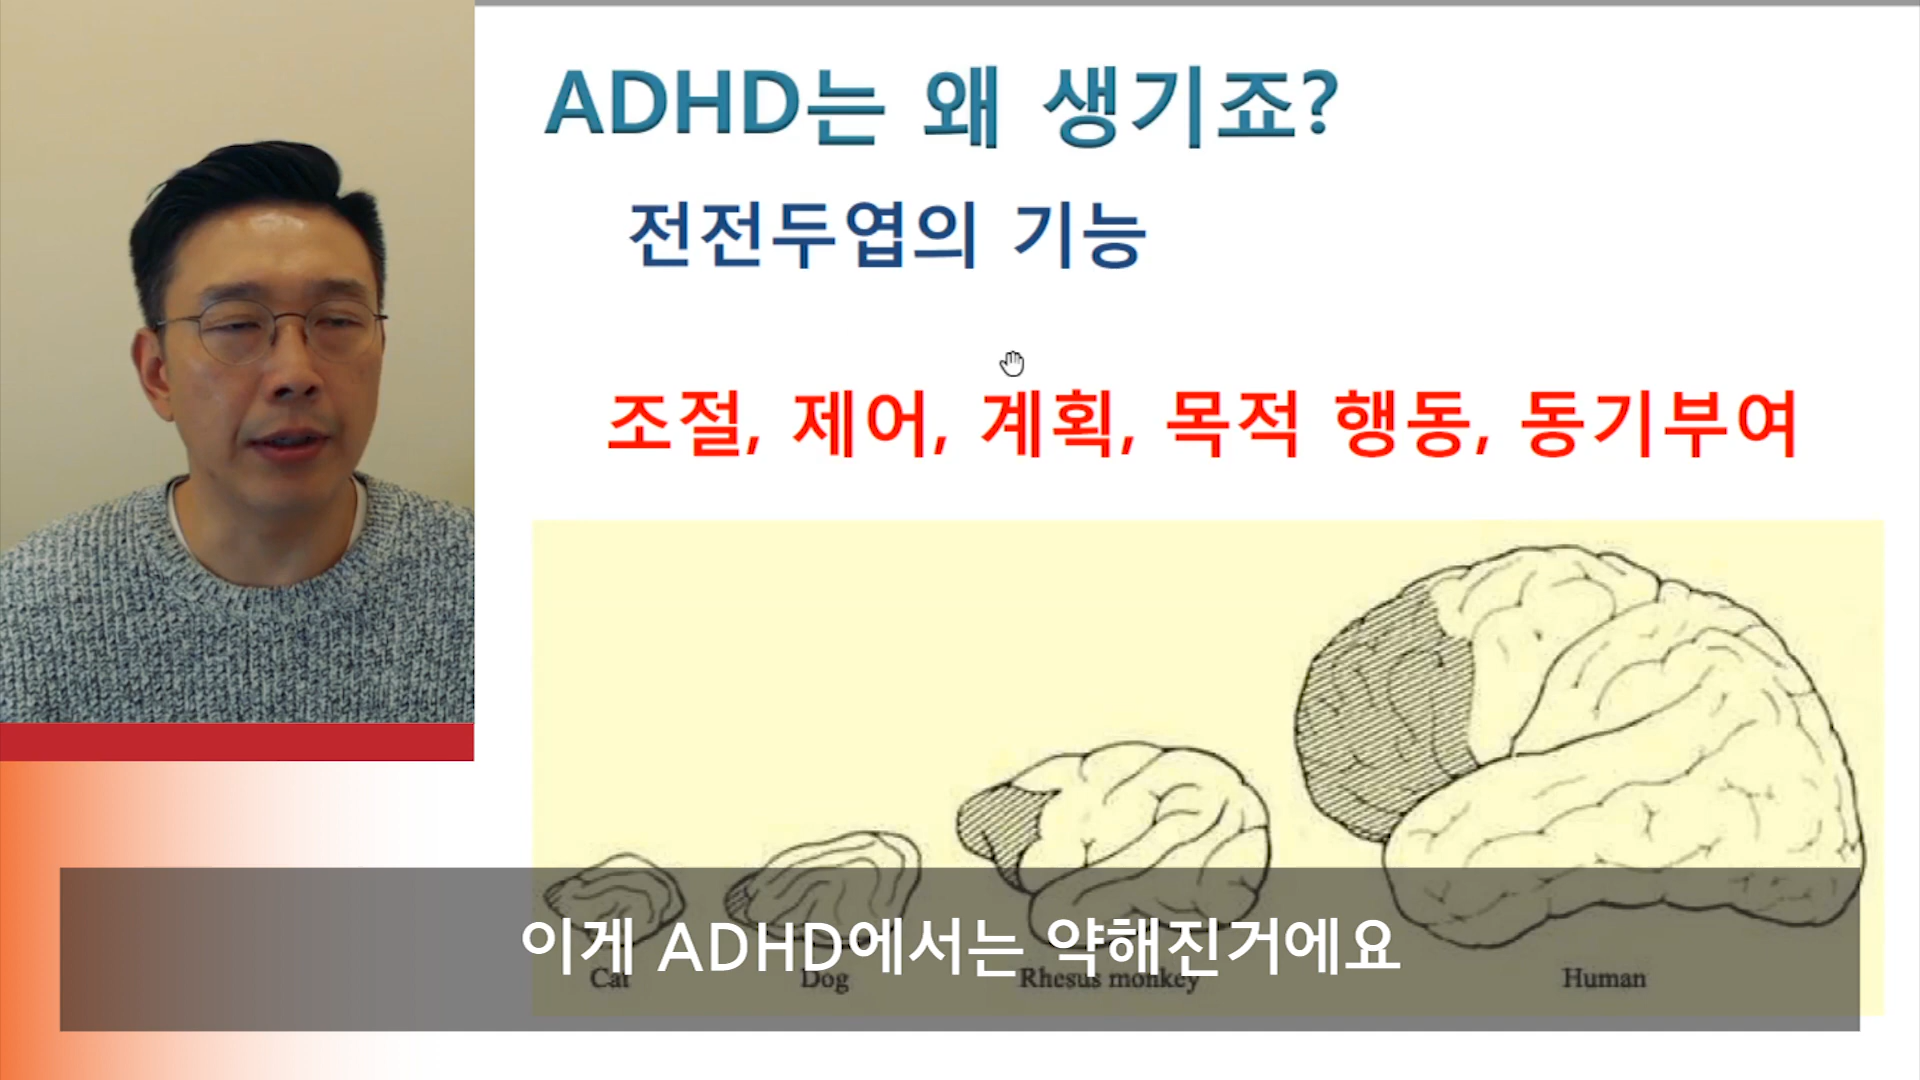 ADHD는 왜 생기죠?
전전두엽의 기능
조절, 제어, 계획, 목적 행동, 동기부여
이게 ADHD에서는 약해진거에요
Cat Dog Rhesus monkey Human